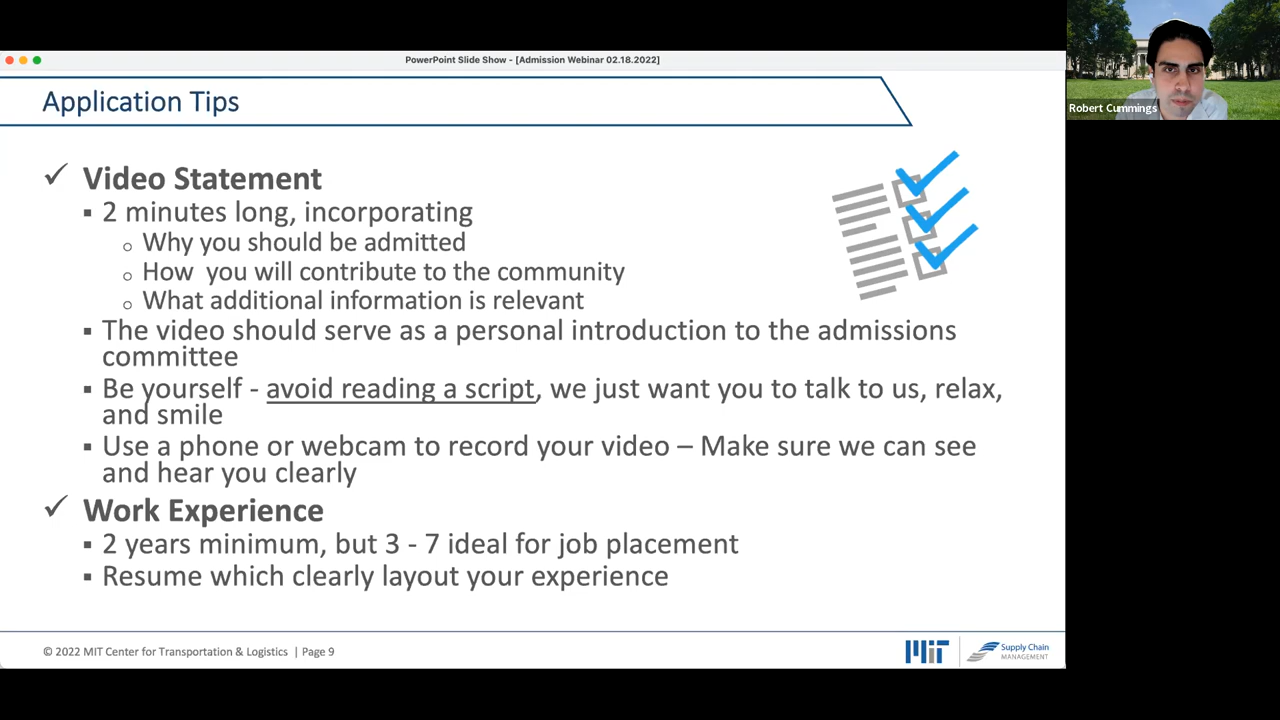 PowerPoint Slide Show - [Admission Webinar 02.18.2022]
Robert Cummings
Application Tips
✓ Video Statement
▪ 2 minutes long, incorporating
o Why you should be admitted
o How  you will contribute to the community
o What additional information is relevant
▪ The video should serve as a personal introduction to the admissions
committee
▪ Be yourself - avoid reading a script, we just want you to talk to us, relax,
and smile
▪ Use a phone or webcam to record your video – Make sure we can see
and hear you clearly
✓ Work Experience
▪ 2 years minimum, but 3 - 7 ideal for job placement
▪ Resume which clearly layout your experience
© 2022 MIT Center for Transportation & Logistics | Page 9
MIT
Supply Chain
MANAGEMENT